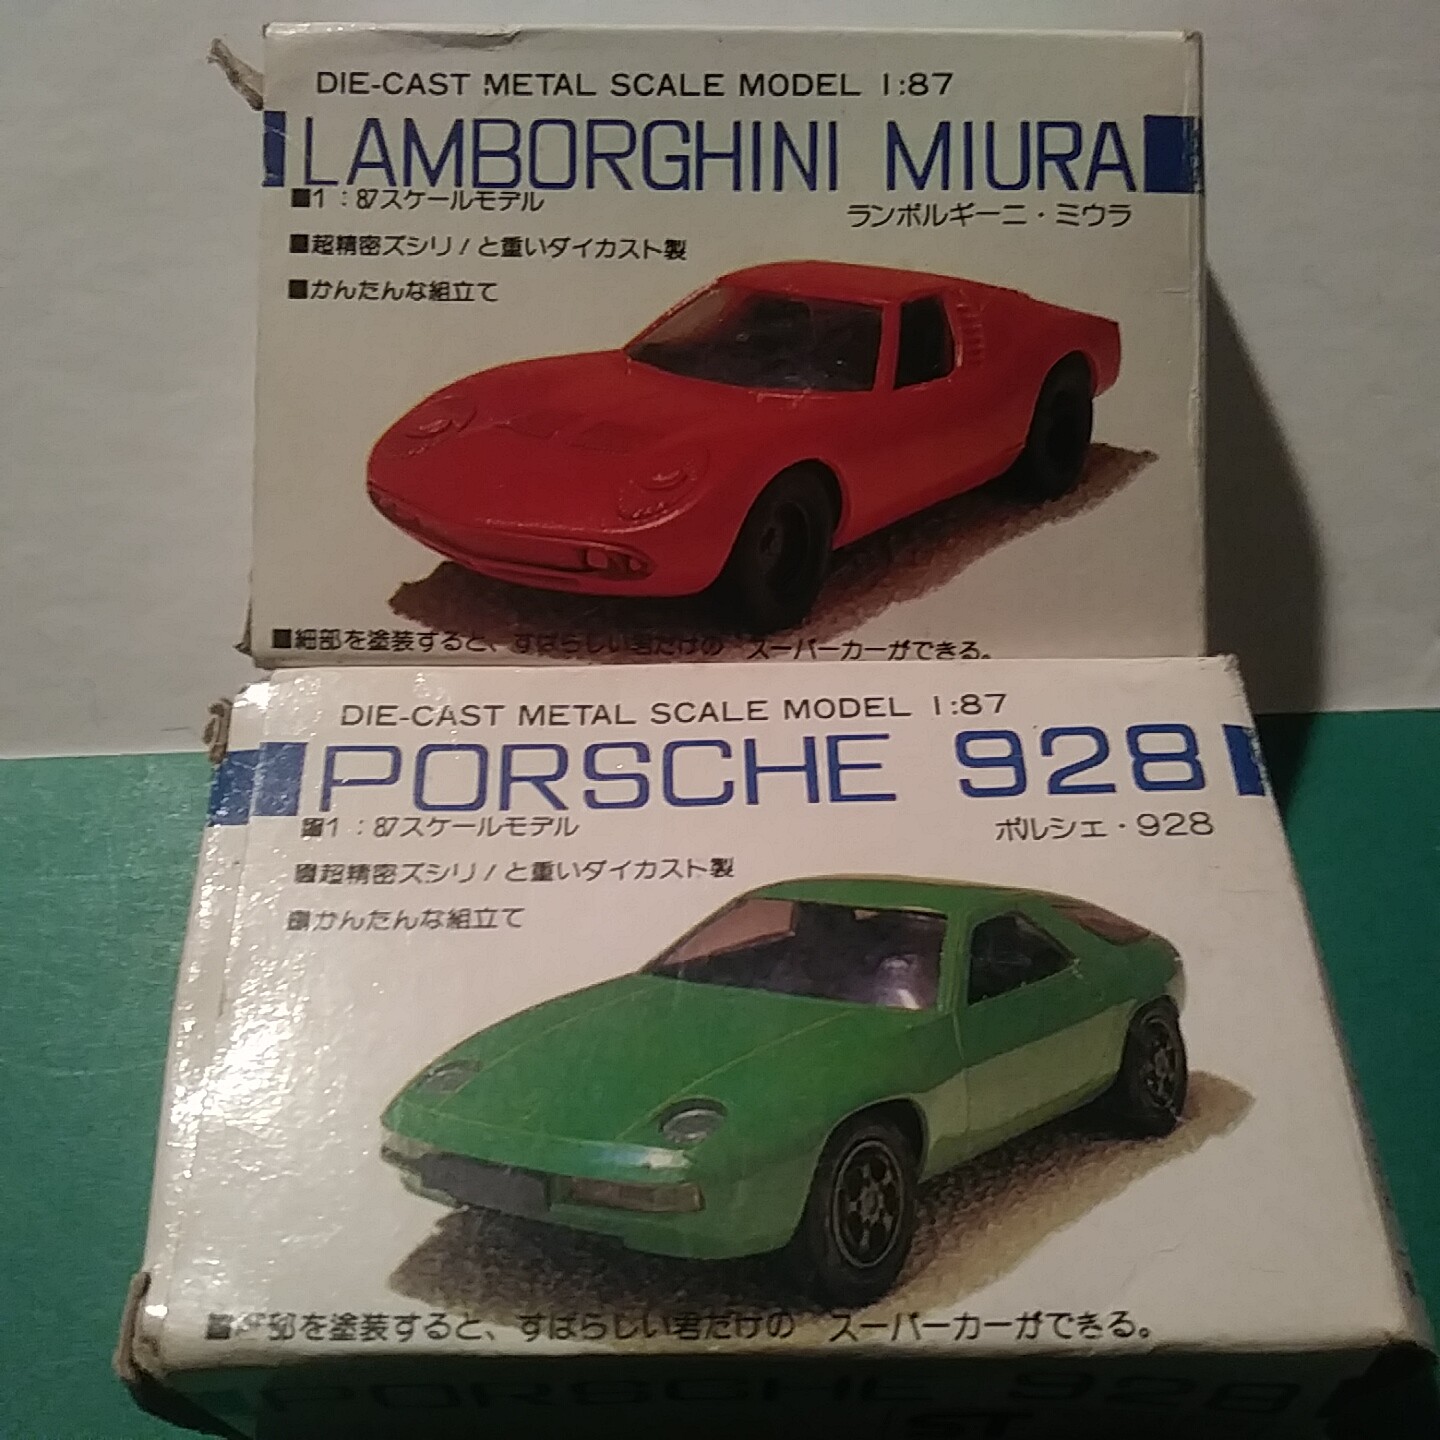 DIE-CAST METAL SCALE MODEL 1:87
LAMBORGHINI MIURA
■1:87スケールモデル
ランボルギーニ・ミウラ
■超精密ズシリ!と重いダイカスト製
■かんたんな組立て
■細部を塗装すると、すばらしい君だけの スーパーカーができる。
DIE-CAST METAL SCALE MODEL 1:87
PORSCHE 928
■1:87スケールモデル
ポルシェ・928
■超精密ズシリ!と重いダイカスト製
■かんたんな組立て
■細部を塗装すると、すばらしい君だけの スーパーカーができる。
PORSCHE 928